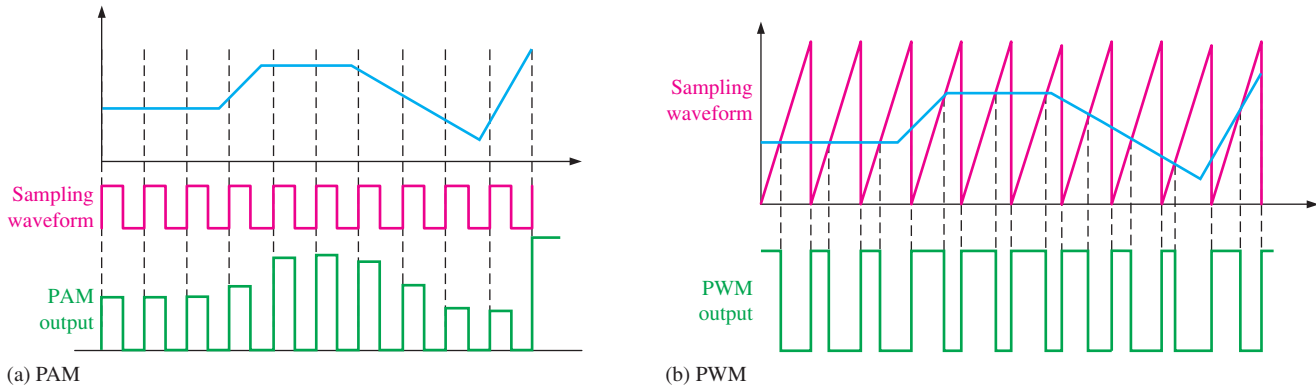 Sampling
waveform
PAM
output
(a) PAM
Sampling
waveform
PWM
output
(b) PWM